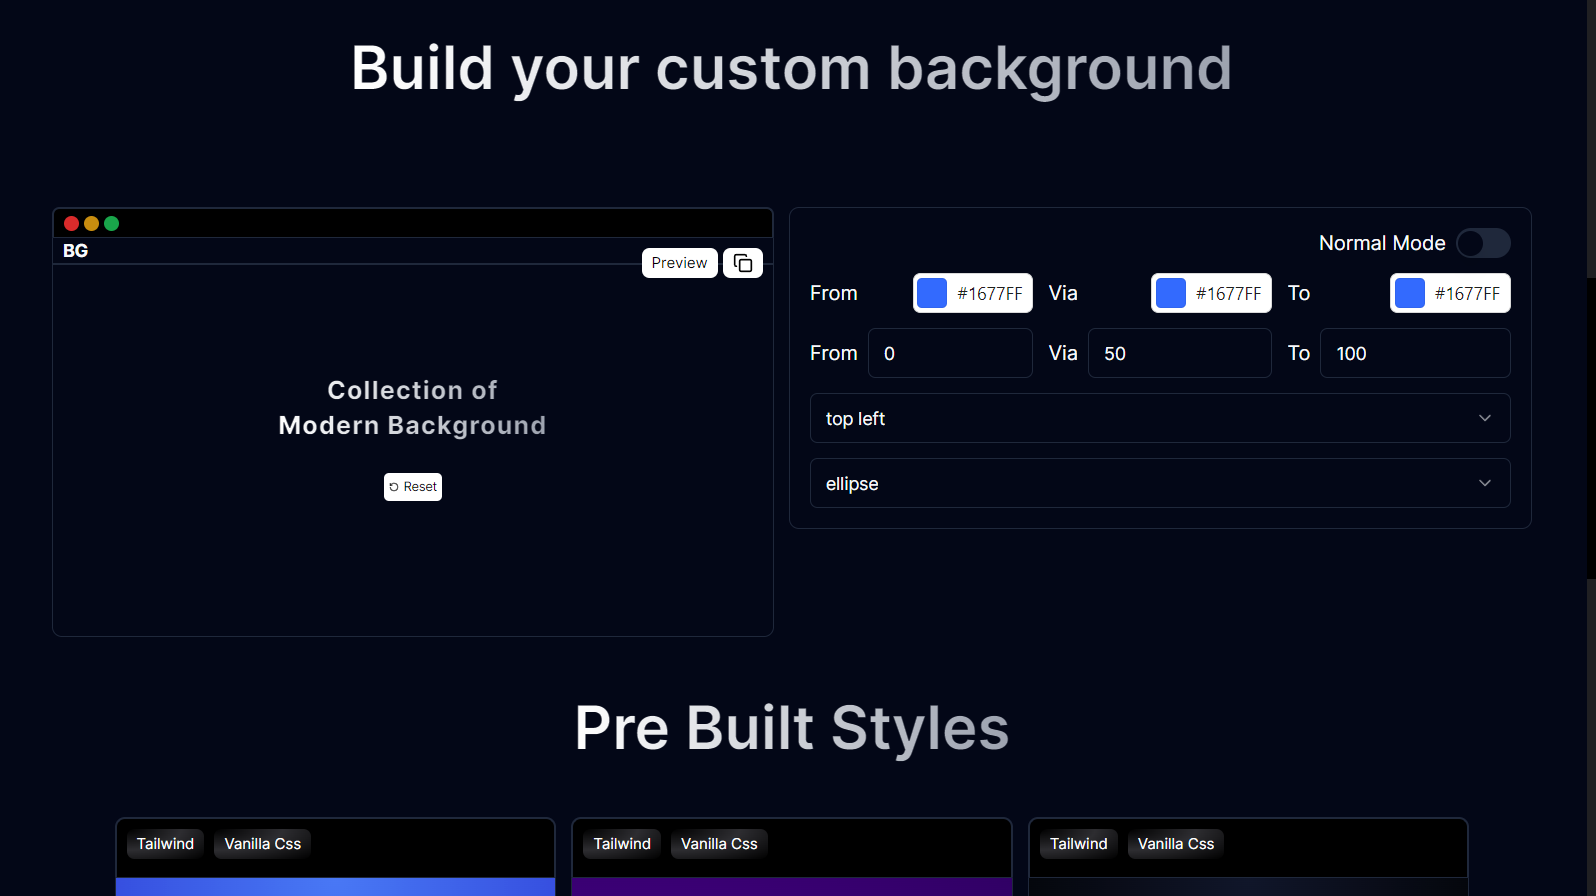 Build your custom background
BG
Preview
Collection of
Modern Background
Reset
Normal Mode
From #1677FF Via #1677FF To #1677FF
From 0 Via 50 To 100
top left
ellipse
Pre Built Styles
Tailwind Vanilla Css Tailwind Vanilla Css Tailwind Vanilla Css